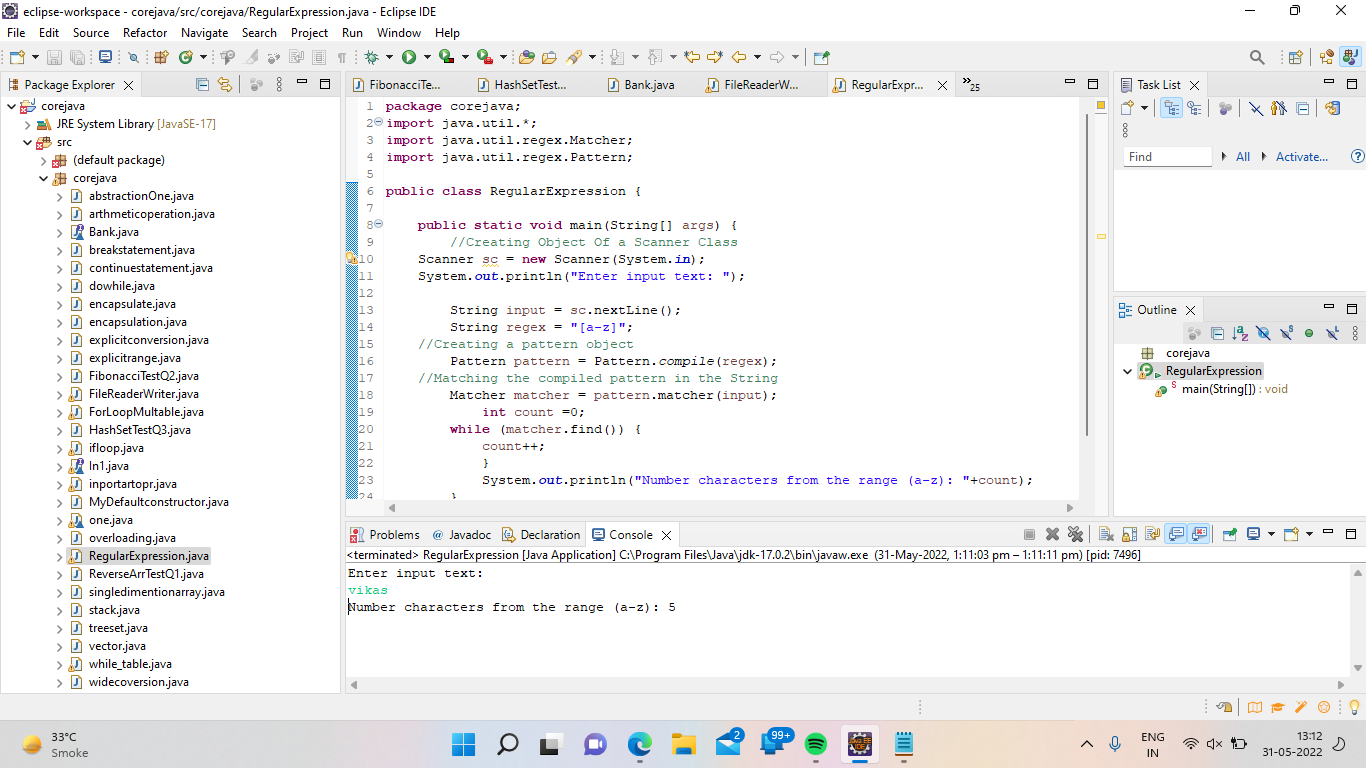 eclipse-workspace - corejava/src/corejava/RegularExpression.java - Eclipse IDE
File Edit Source Refactor Navigate Search Project Run Window Help
Package Explorer
corejava
JRE System Library [JavaSE-17]
src
(default package)
corejava
abstractionOne.java
arthmeticoperation.java
Bank.java
breakstatement.java
continuestatement.java
dowhile.java
encapsulate.java
encapsulation.java
explicitconversion.java
explicitrange.java
FibonacciTestQ2.java
FileReaderWriter.java
ForLoopMultable.java
HashSetTestQ3.java
ifloop.java
In1.java
inportartopr.java
MyDefaultconstructor.java
one.java
overloading.java
RegularExpression.java
ReverseArrTestQ1.java
singledimentionarray.java
stack.java
treeset.java
vector.java
while_table.java
widecoversion.java
FibonacciTe... HashSetTest... Bank.java FileReaderW... RegularExpr... 25
1 package corejava;
2 import java.util.*;
3 import java.util.regex.Matcher;
4 import java.util.regex.Pattern;
5
6 public class RegularExpression {
7
8 public static void main(String[] args) {
9 //Creating Object Of a Scanner Class
10 Scanner sc = new Scanner(System.in);
11 System.out.println("Enter input text: ");
12
13 String input = sc.nextLine();
14 String regex = "[a-z]";
15 //Creating a pattern object
16 Pattern pattern = Pattern.compile(regex);
17 //Matching the compiled pattern in the String
18 Matcher matcher = pattern.matcher(input);
19 int count =0;
20 while (matcher.find()) {
21 count++;
22 }
23 System.out.println("Number characters from the range (a-z): "+count);
24 }
Task List
Find All Activate...
Outline
corejava
RegularExpression
main(String[]) : void
Problems @ Javadoc Declaration Console
<terminated> RegularExpression [Java Application] C:\Program Files\Java\jdk-17.0.2\bin\javaw.exe (31-May-2022, 1:11:03 pm – 1:11:11 pm) [pid: 7496]
Enter input text:
vikas
Number characters from the range (a-z): 5
33°C
Smoke
2
99+
ENG
IN
13:12
31-05-2022